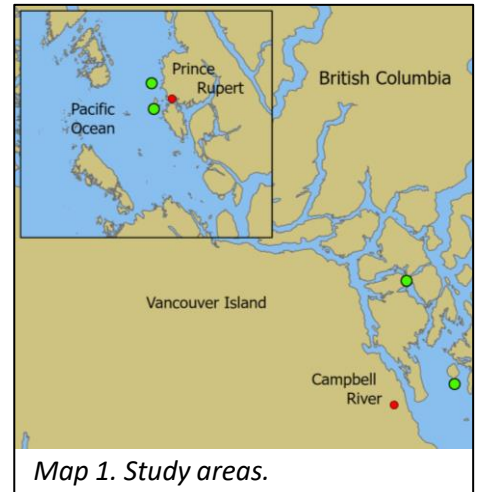 Prince
Rupert
British Columbia
Pacific
Ocean
Vancouver Island
Campbell
River
Map 1. Study areas.